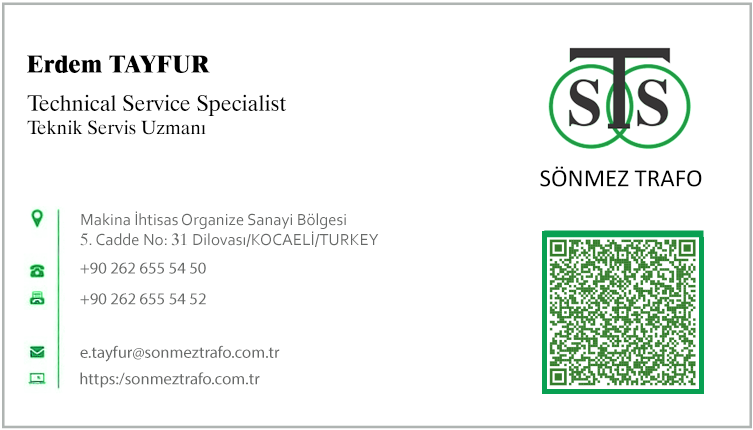 Erdem TAYFUR
Technical Service Specialist
Teknik Servis Uzmanı
STS
SÖNMEZ TRAFO
Makina İhtisas Organize Sanayi Bölgesi
5. Cadde No: 31 Dilovası/KOCAELİ/TURKEY
+90 262 655 54 50
+90 262 655 54 52
e.tayfur@sonmeztrafo.com.tr
https:/sonmeztrafo.com.tr